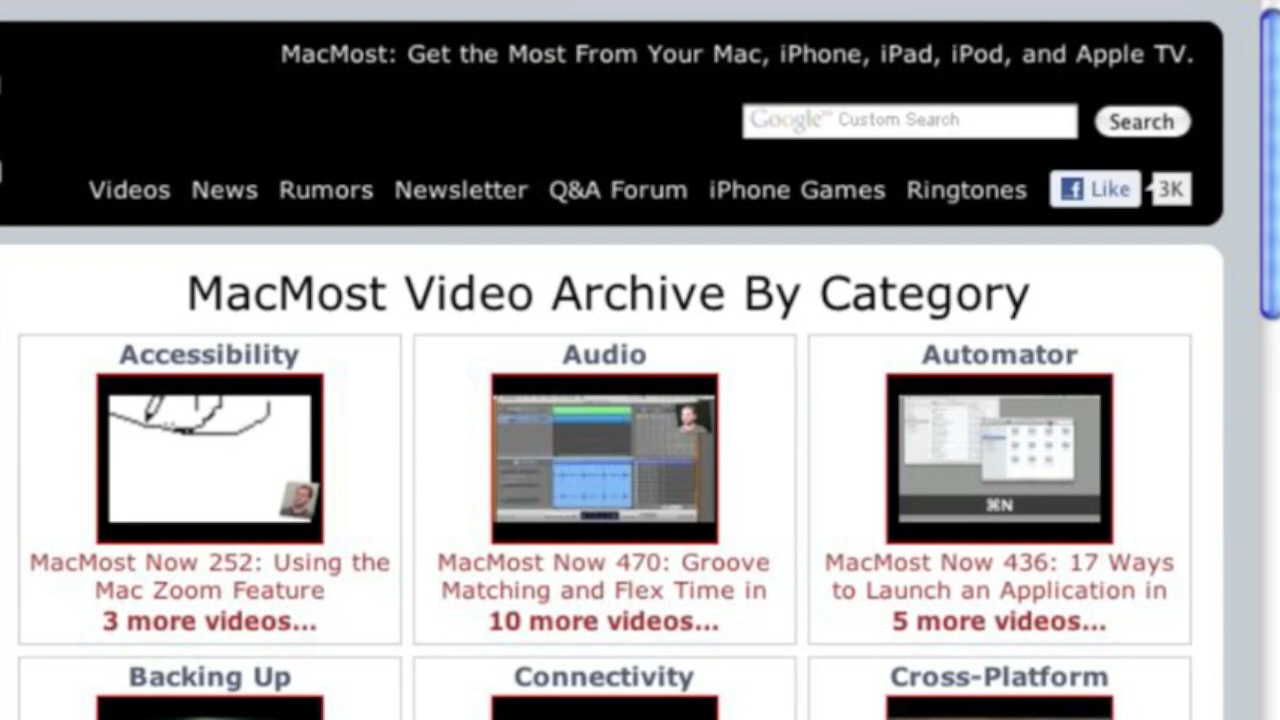 MacMost: Get the Most From Your Mac, iPhone, iPad, iPod, and Apple TV.
Google™ Custom Search
Search
Videos News Rumors Newsletter Q&A Forum iPhone Games Ringtones Like 3K
MacMost Video Archive By Category
Accessibility
MacMost Now 252: Using the
Mac Zoom Feature
3 more videos...
Audio
MacMost Now 470: Groove
Matching and Flex Time in
10 more videos...
Automator
⌘N
MacMost Now 436: 17 Ways
to Launch an Application in
5 more videos...
Backing Up
Connectivity
Cross-Platform